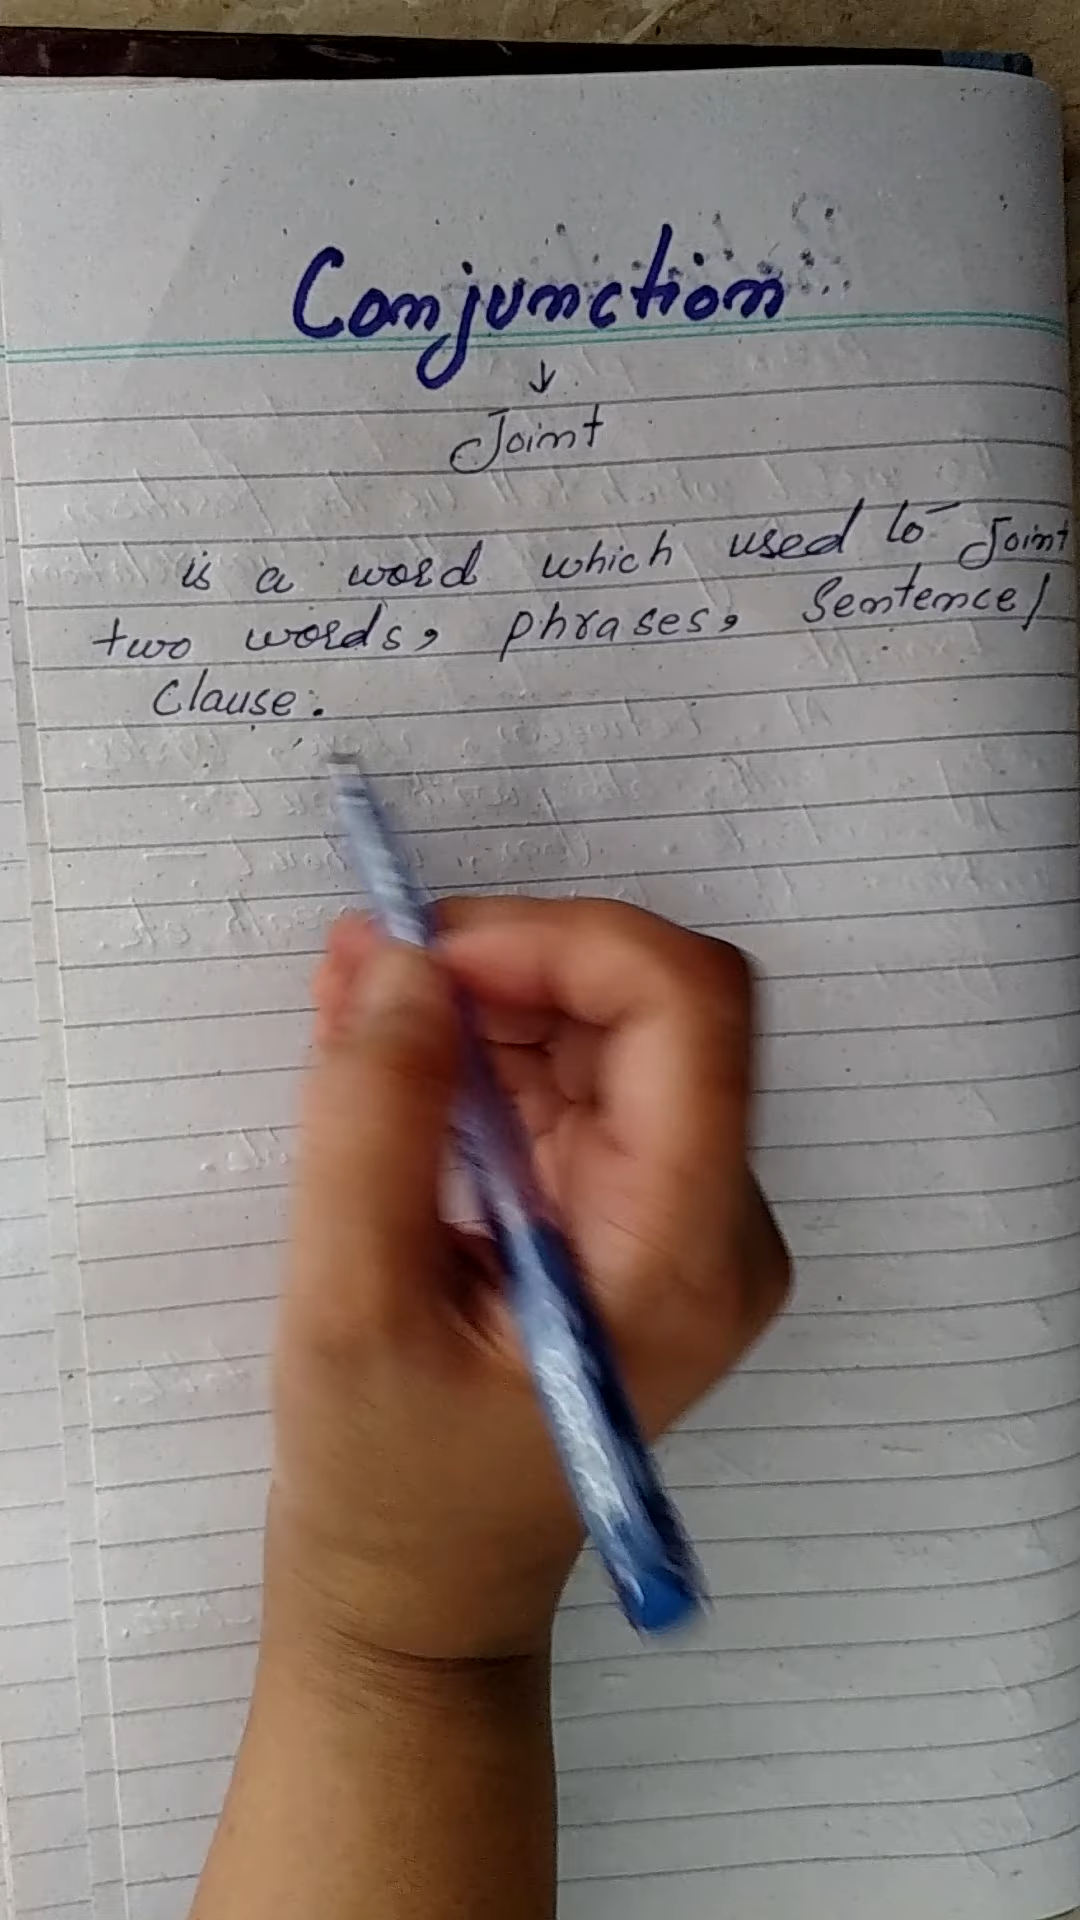 Conjunction
↓
Joint
is a word which used to Joint
two words, phrases, Sentence/
Clause.